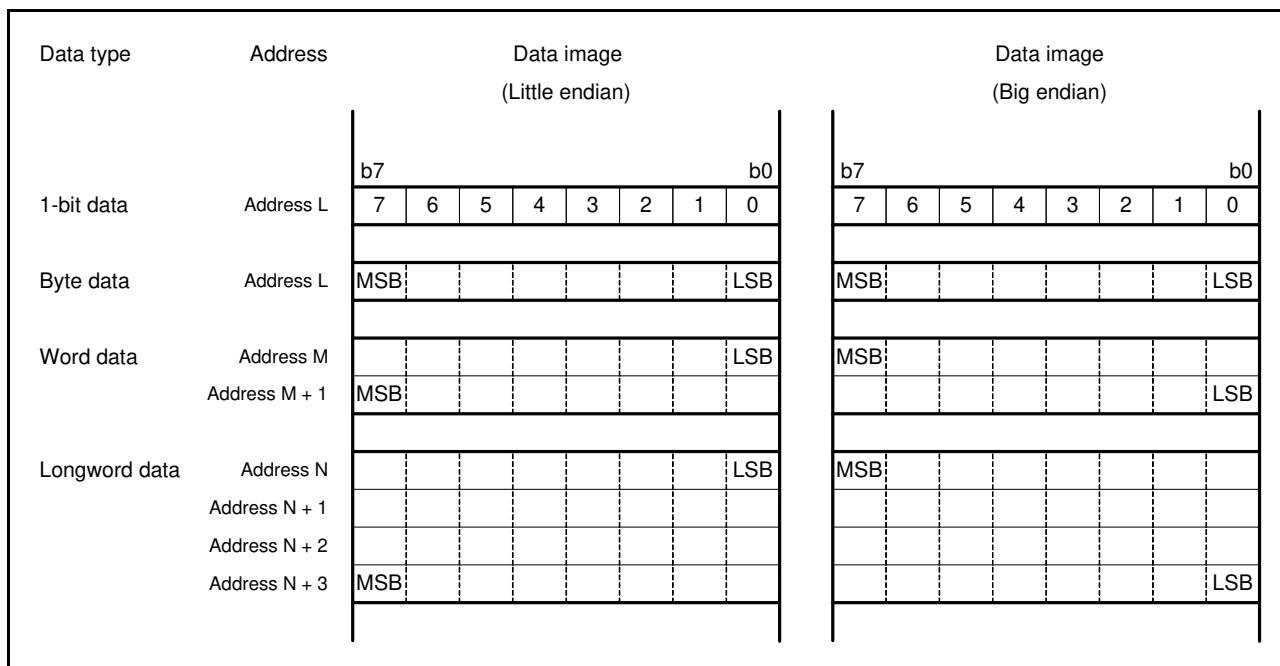 Data type Address Data image Data image
(Little endian) (Big endian)
b7 b0 b7 b0
1-bit data Address L 7 6 5 4 3 2 1 0 7 6 5 4 3 2 1 0
Byte data Address L MSB LSB MSB LSB
Word data Address M LSB MSB
Address M + 1 MSB LSB
Longword data Address N LSB MSB
Address N + 1
Address N + 2
Address N + 3 MSB LSB